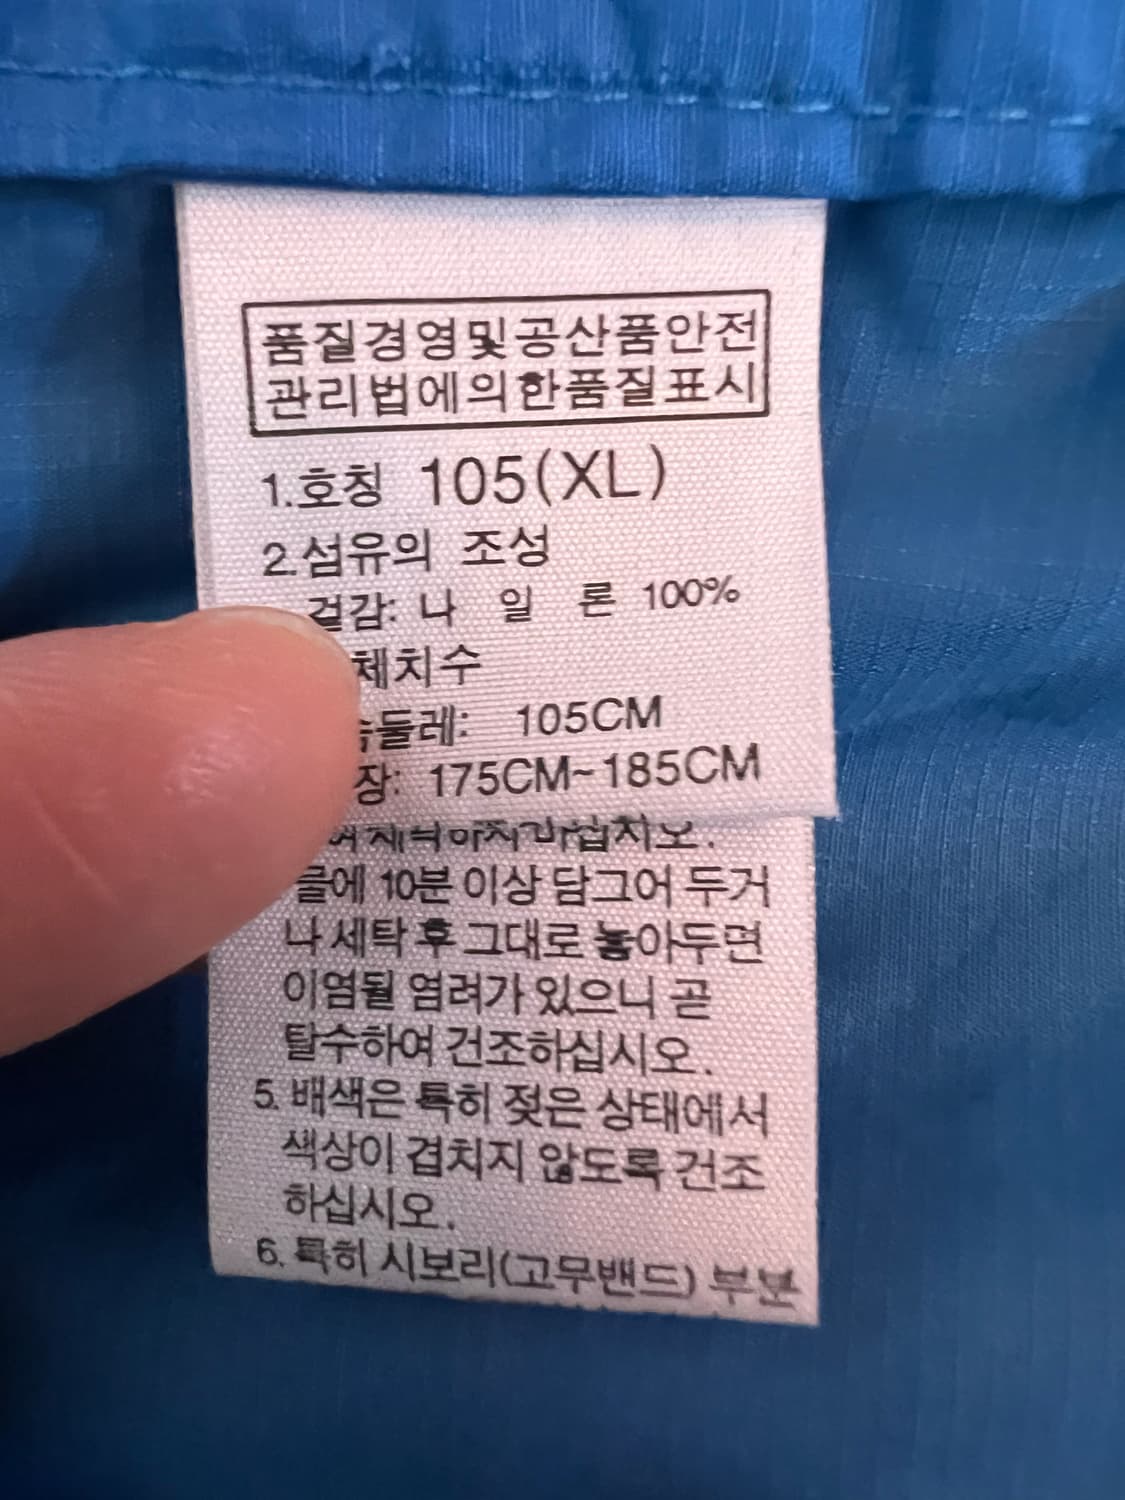 품질경영및공산품안전
관리법에의한품질표시
1.호칭 105(XL)
2.섬유의 조성
겉감: 나 일 론 100%
체치수
둘레: 105CM
장: 175CM~185CM
마십시오.
물에 10분 이상 담그어 두거
나 세탁 후 그대로 놓아두면
이염될 염려가 있으니 곧
탈수하여 건조하십시오.
5. 배색은 특히 젖은 상태에서
색상이 겹치지 않도록 건조
하십시오.
6. 특히 시보리(고무밴드) 부분